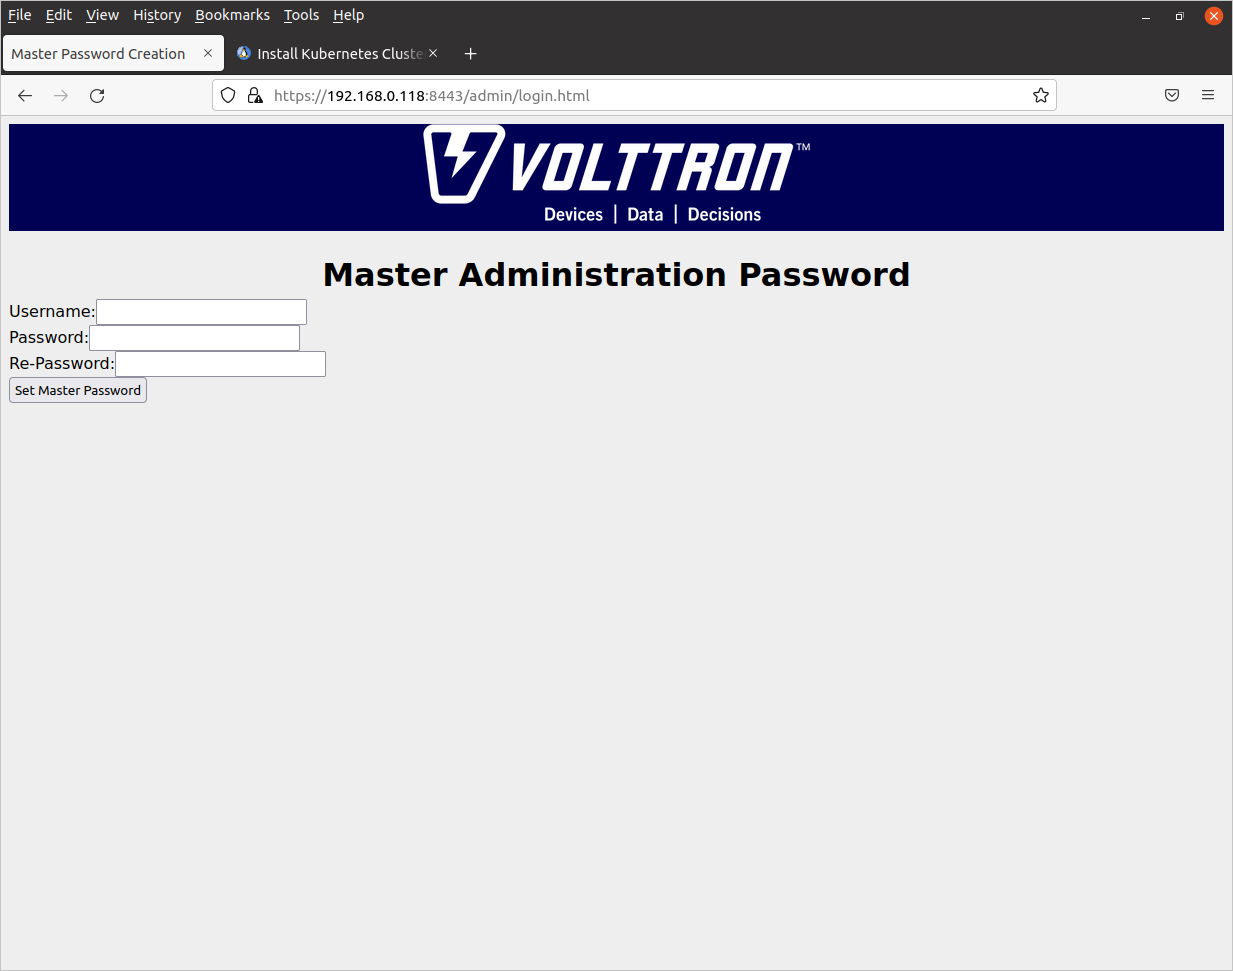 File Edit View History Bookmarks Tools Help
Master Password Creation Install Kubernetes Cluste
https://192.168.0.118:8443/admin/login.html
VOLTTRON™
Devices | Data | Decisions
Master Administration Password
Username:
Password:
Re-Password:
Set Master Password